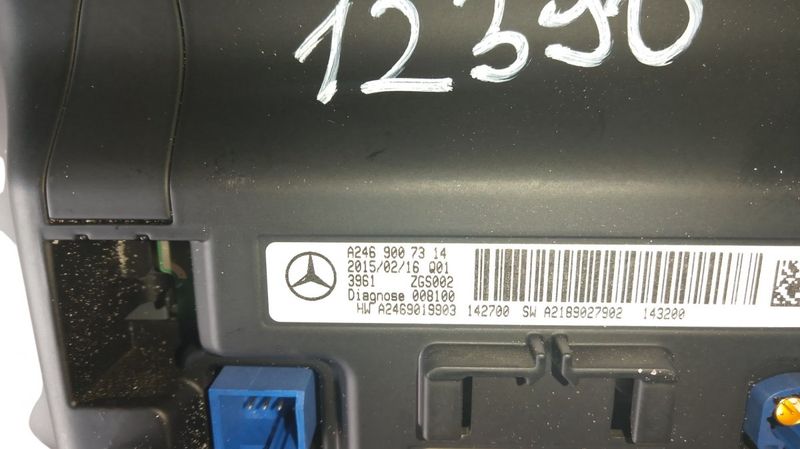 12390
A246 900 73 14
2015/02/16 Q01
3961 ZGS002
Diagnose 008100
HW A2469019903 142700 SW A2189027902 143200